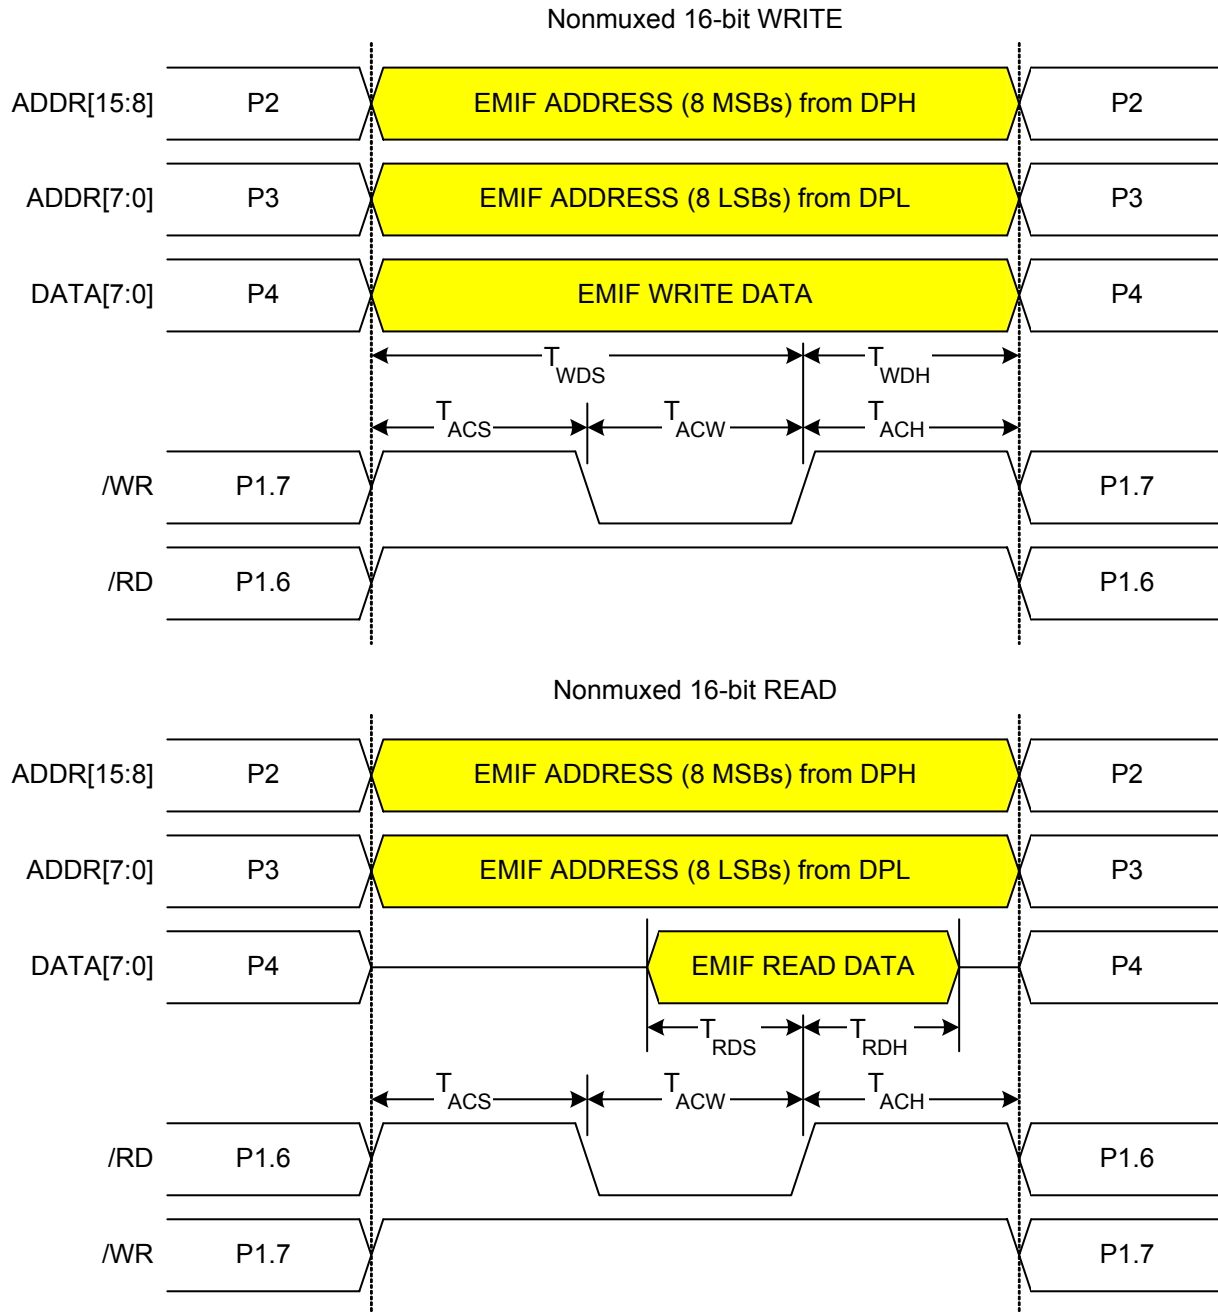 Nonmuxed 16-bit WRITE
ADDR[15:8] P2 EMIF ADDRESS (8 MSBs) from DPH P2
ADDR[7:0] P3 EMIF ADDRESS (8 LSBs) from DPL P3
DATA[7:0] P4 EMIF WRITE DATA P4
TWDS TWDH
TACS TACW TACH
/WR P1.7 P1.7
/RD P1.6 P1.6
Nonmuxed 16-bit READ
ADDR[15:8] P2 EMIF ADDRESS (8 MSBs) from DPH P2
ADDR[7:0] P3 EMIF ADDRESS (8 LSBs) from DPL P3
DATA[7:0] P4 EMIF READ DATA P4
TRDS TRDH
TACS TACW TACH
/RD P1.6 P1.6
/WR P1.7 P1.7